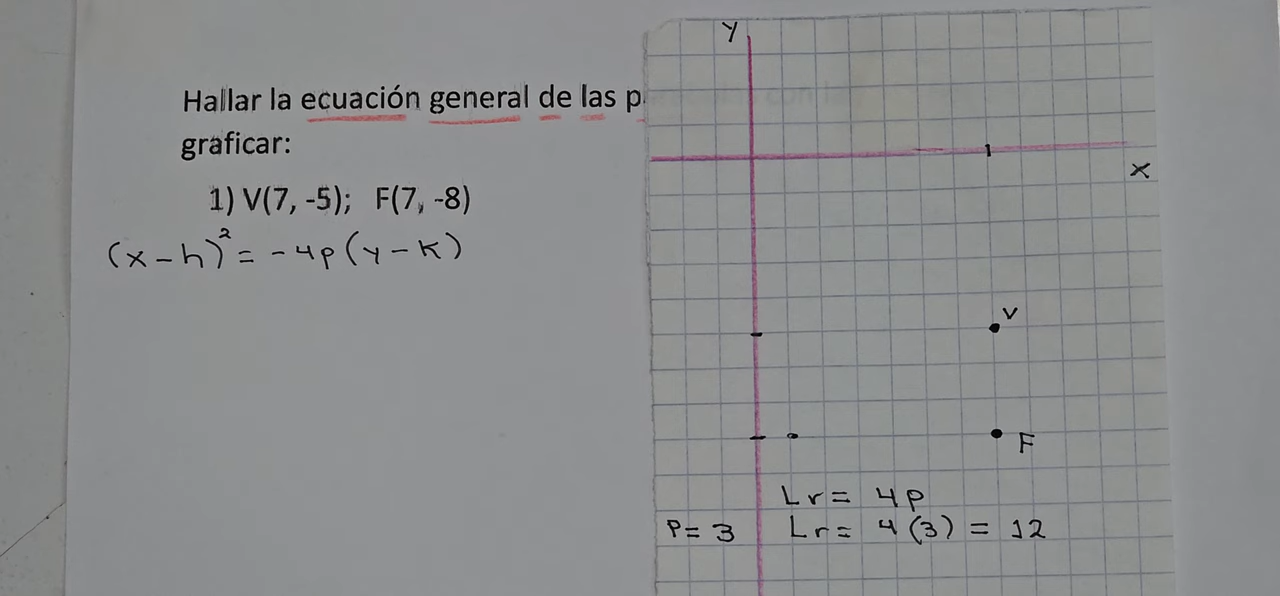 Hallar la ecuación general de las p
graficar:
1) V(7, -5); F(7, -8)
(x-h)² = -4p(y-k)
Y
X
V
F
Lr = 4p
P = 3
Lr = 4(3) = 12